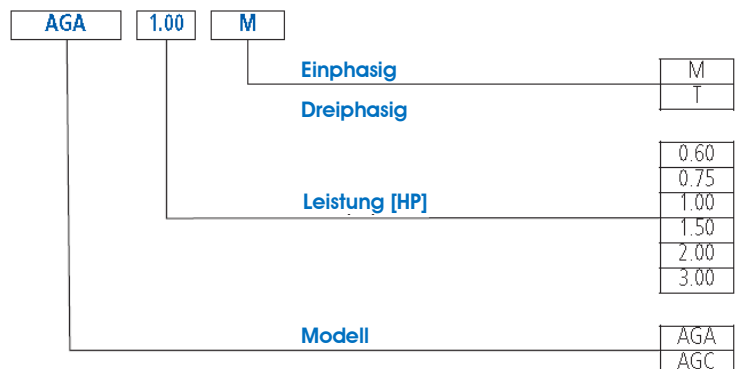 AGA 1.00 M
Einphasig M
T
Dreiphasig
0.60
0.75
Leistung [HP] 1.00
1.50
2.00
3.00
Modell AGA
AGC